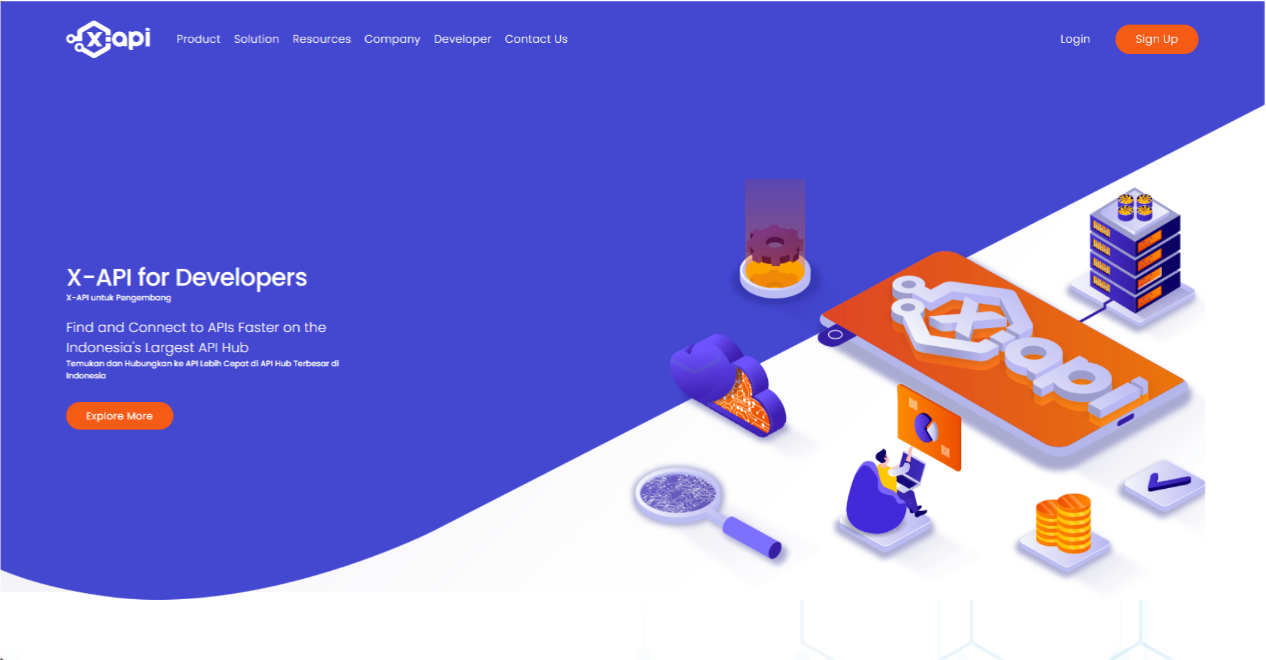 x:api
Product Solution Resources Company Developer Contact Us
Login
Sign Up
X-API for Developers
X-API untuk Pengembang
Find and Connect to APIs Faster on the
Indonesia's Largest API Hub
Temukan dan Hubungkan ke API Lebih Cepat di API Hub Terbesar di
Indonesia
Explore More
x:api